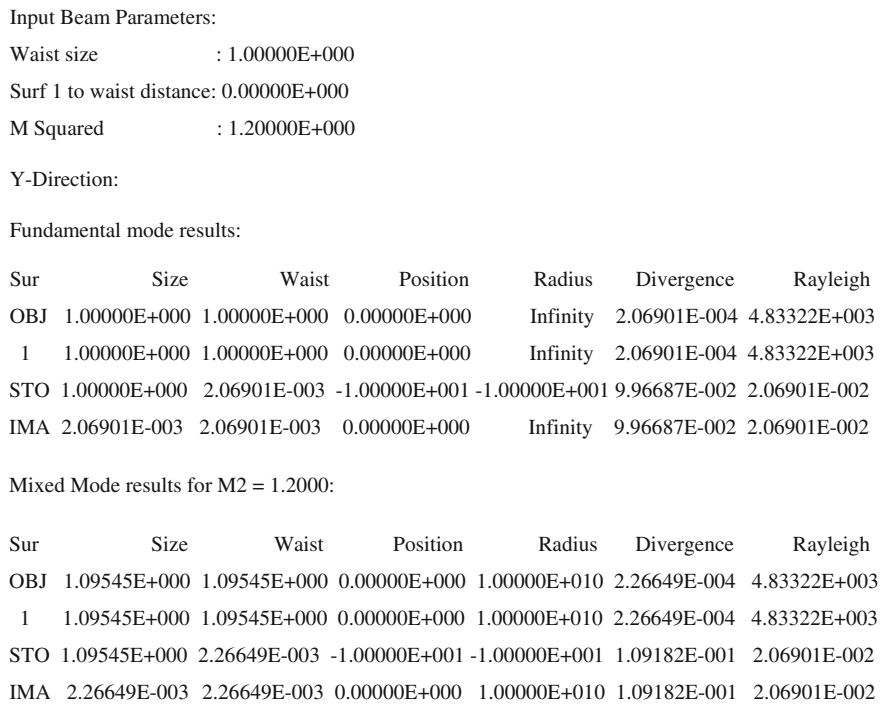 Input Beam Parameters:
Waist size : 1.00000E+000
Surf 1 to waist distance: 0.00000E+000
M Squared : 1.20000E+000
Y-Direction:
Fundamental mode results:
Sur Size Waist Position Radius Divergence Rayleigh
OBJ 1.00000E+000 1.00000E+000 0.00000E+000 Infinity 2.06901E-004 4.83322E+003
1 1.00000E+000 1.00000E+000 0.00000E+000 Infinity 2.06901E-004 4.83322E+003
STO 1.00000E+000 2.06901E-003 -1.00000E+001 -1.00000E+001 9.96687E-002 2.06901E-002
IMA 2.06901E-003 2.06901E-003 0.00000E+000 Infinity 9.96687E-002 2.06901E-002
Mixed Mode results for M2 = 1.2000:
Sur Size Waist Position Radius Divergence Rayleigh
OBJ 1.09545E+000 1.09545E+000 0.00000E+000 1.00000E+010 2.26649E-004 4.83322E+003
1 1.09545E+000 1.09545E+000 0.00000E+000 1.00000E+010 2.26649E-004 4.83322E+003
STO 1.09545E+000 2.26649E-003 -1.00000E+001 -1.00000E+001 1.09182E-001 2.06901E-002
IMA 2.26649E-003 2.26649E-003 0.00000E+000 1.00000E+010 1.09182E-001 2.06901E-002